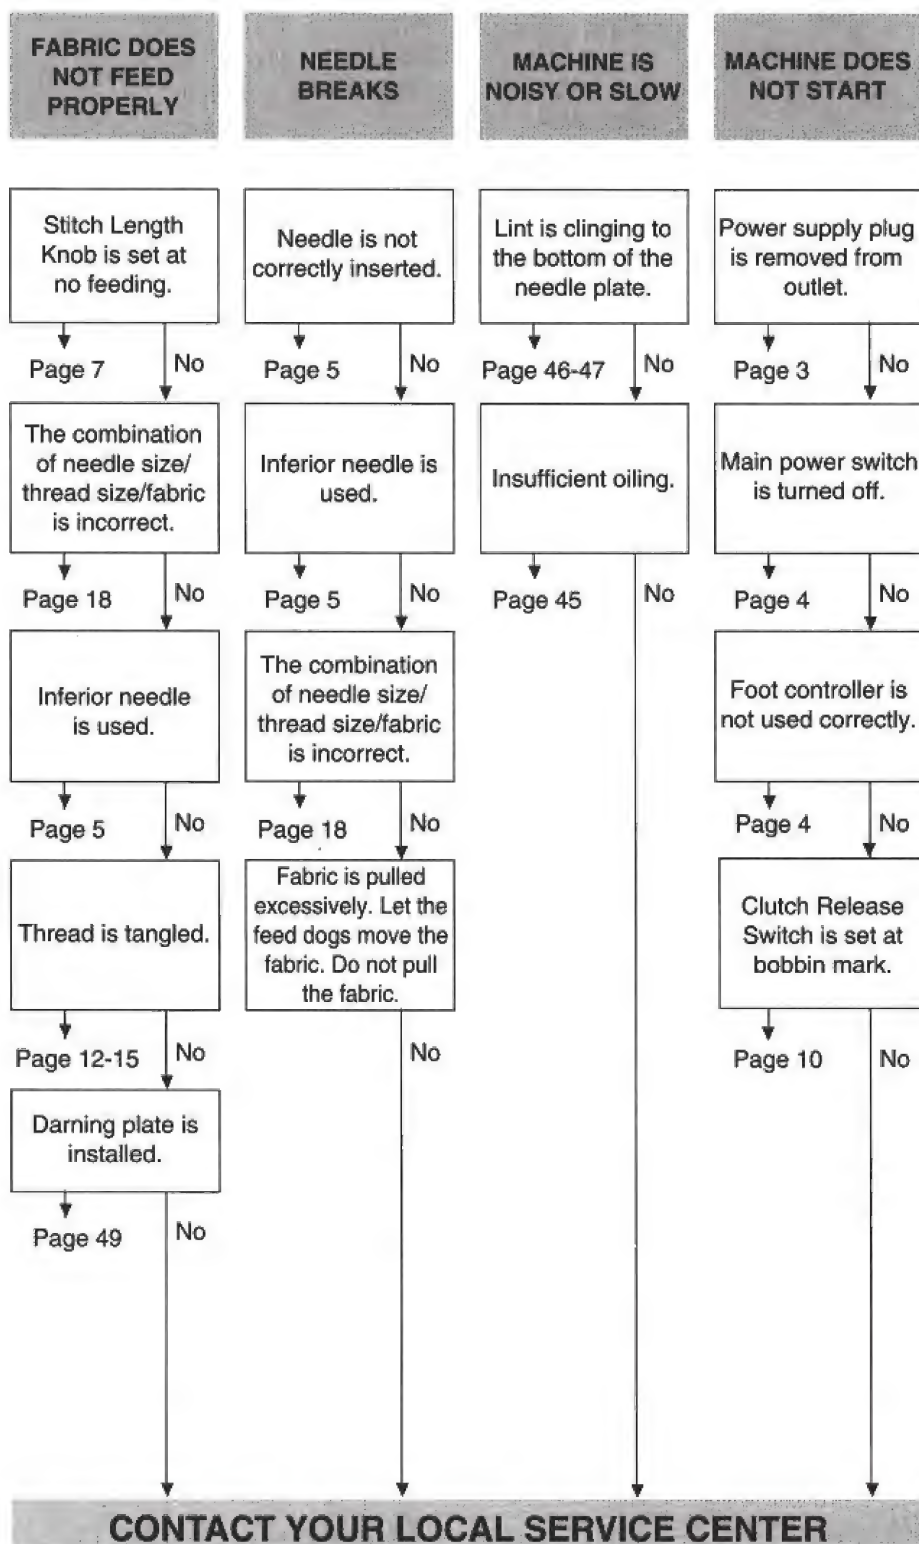 FABRIC DOES
NOT FEED
PROPERLY
Stitch Length
Knob is set at
no feeding.
Page 7
No
The combination
of needle size/
thread size/fabric
is incorrect.
Page 18
No
Inferior needle
is used.
Page 5
No
Thread is tangled.
Page 12-15
No
Darning plate is
installed.
Page 49
No
NEEDLE
BREAKS
Needle is not
correctly inserted.
Page 5
No
Inferior needle is
used.
Page 5
No
The combination
of needle size/
thread size/fabric
is incorrect.
Page 18
No
Fabric is pulled
excessively. Let the
feed dogs move the
fabric. Do not pull
the fabric.
No
MACHINE IS
NOISY OR SLOW
Lint is clinging to
the bottom of the
needle plate.
Page 46-47
No
Insufficient oiling.
Page 45
No
MACHINE DOES
NOT START
Power supply plug
is removed from
outlet.
Page 3
No
Main power switch
is turned off.
Page 4
No
Foot controller is
not used correctly.
Page 4
No
Clutch Release
Switch is set at
bobbin mark.
Page 10
No
CONTACT YOUR LOCAL SERVICE CENTER